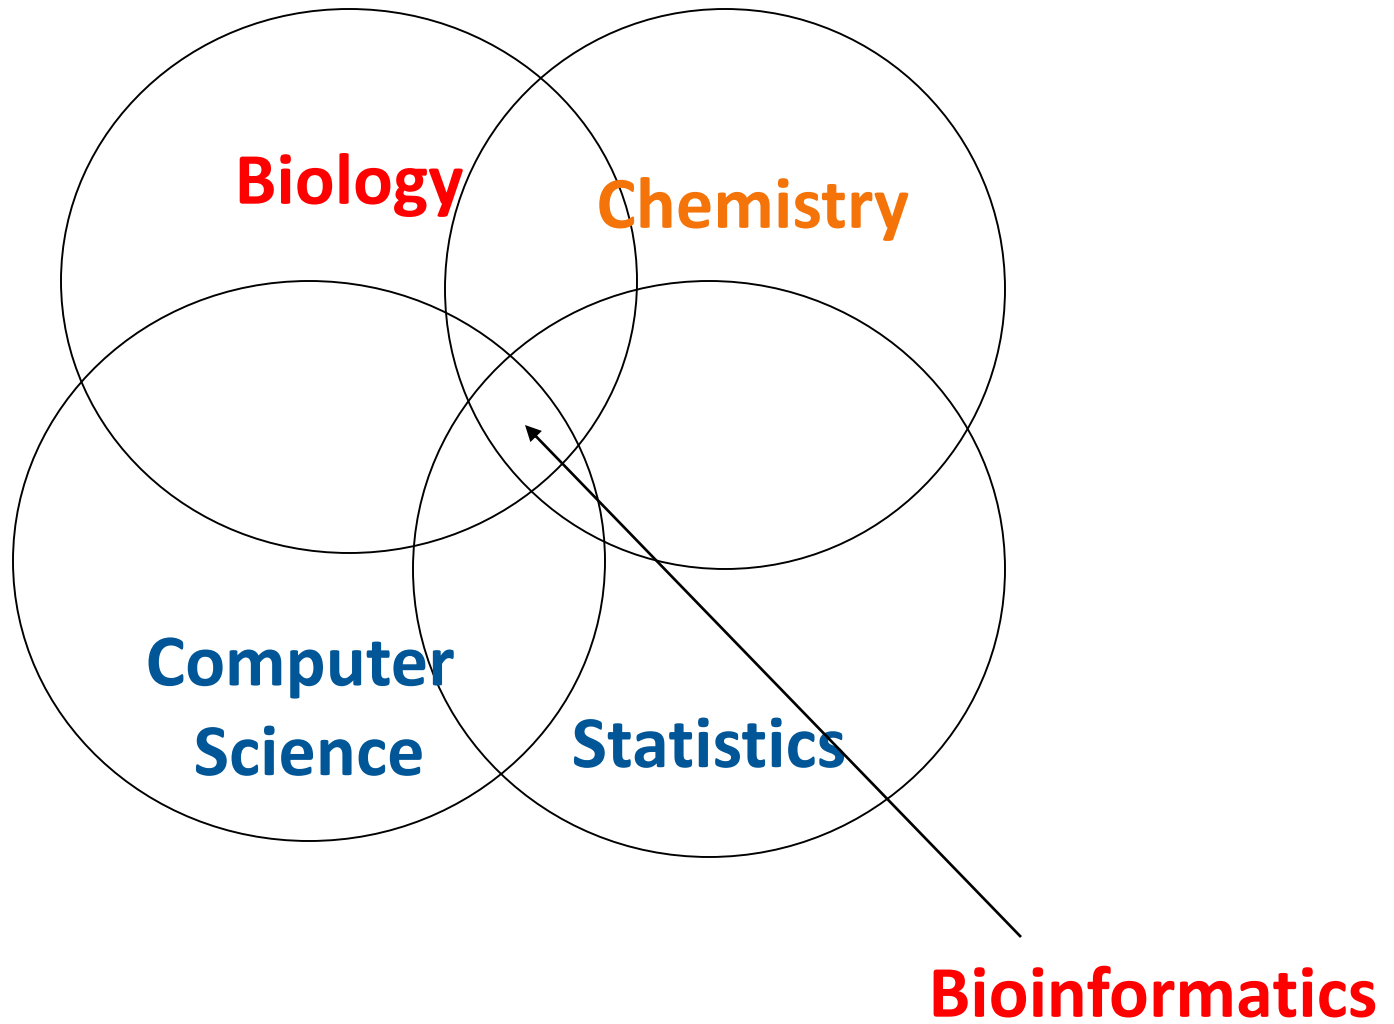 Biology
Chemistry
Computer
Science
Statistics
Bioinformatics